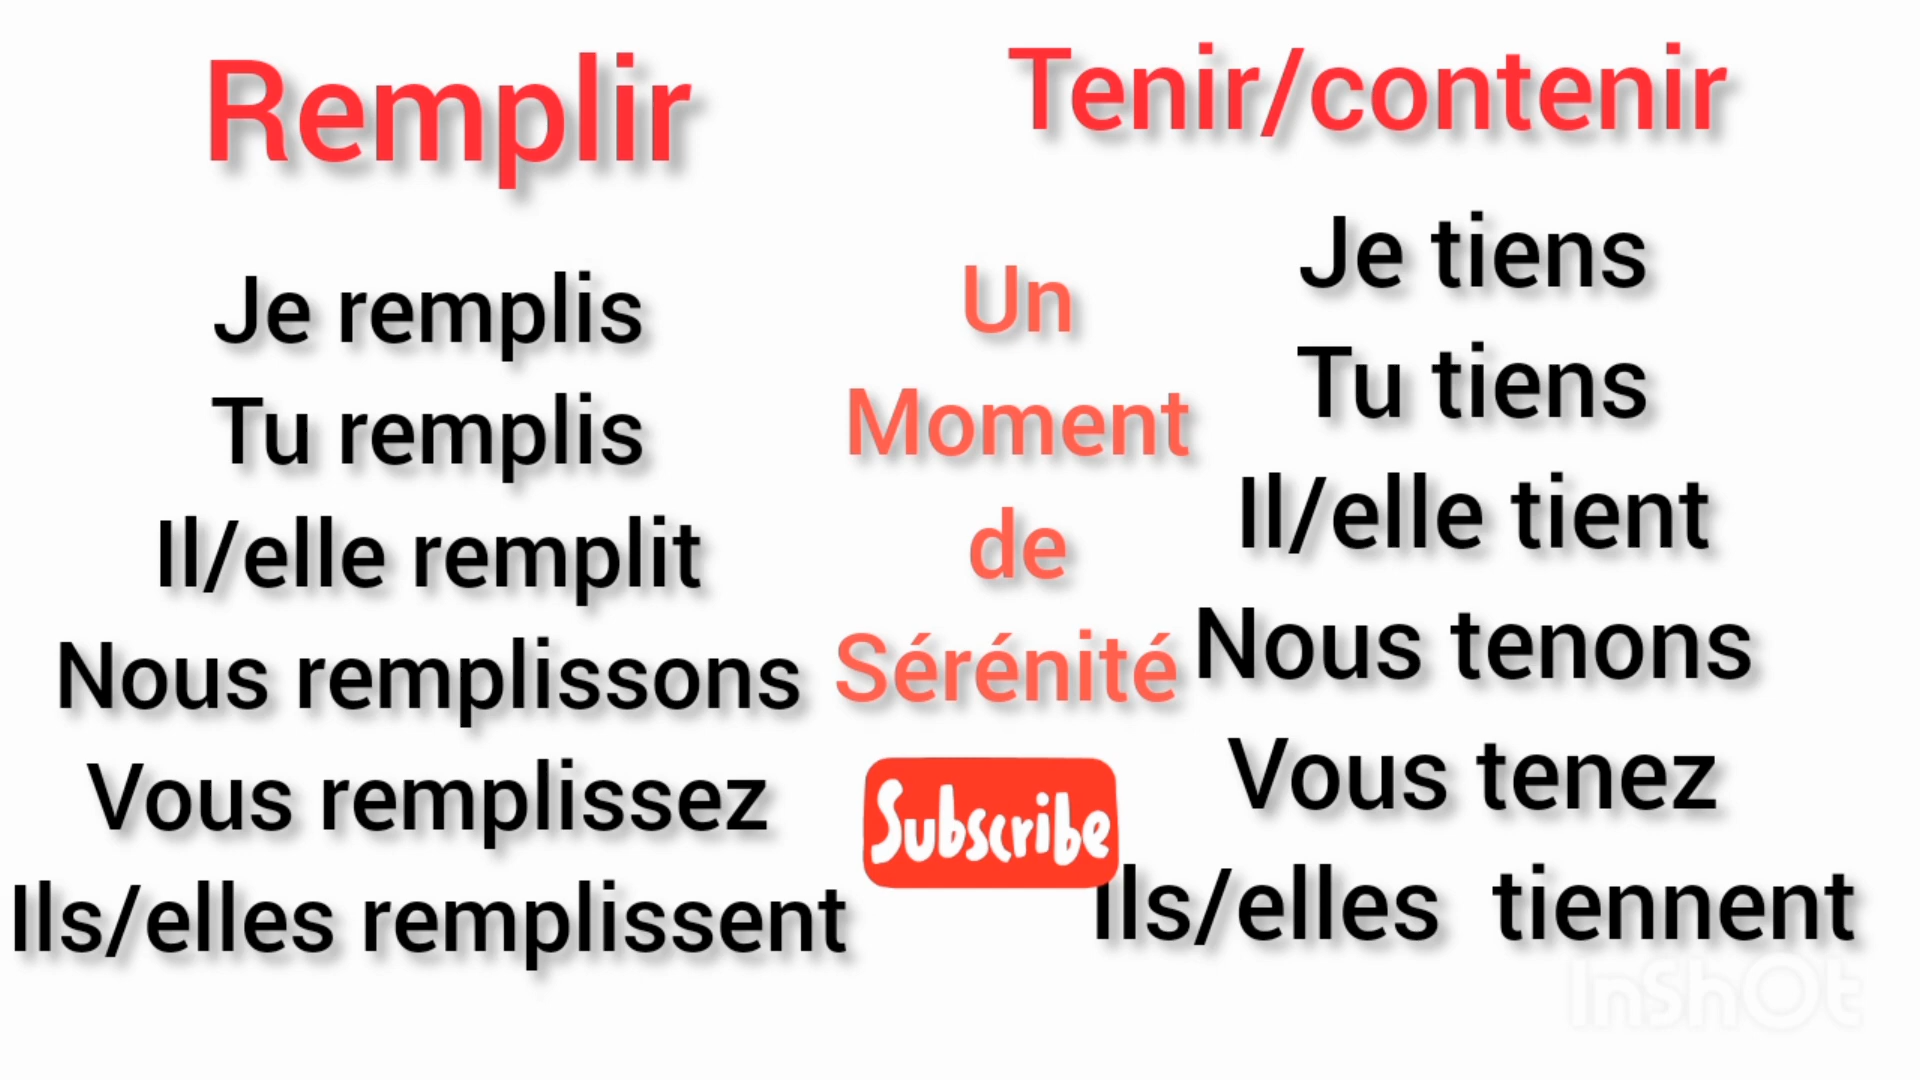 Remplir
Je remplis
Tu remplis
Il/elle remplit
Nous remplissons
Vous remplissez
Ils/elles remplissent
Un
Moment
de
Sérénité
Subscribe
Tenir/contenir
Je tiens
Tu tiens
Il/elle tient
Nous tenons
Vous tenez
Ils/elles tiennent
InShOt